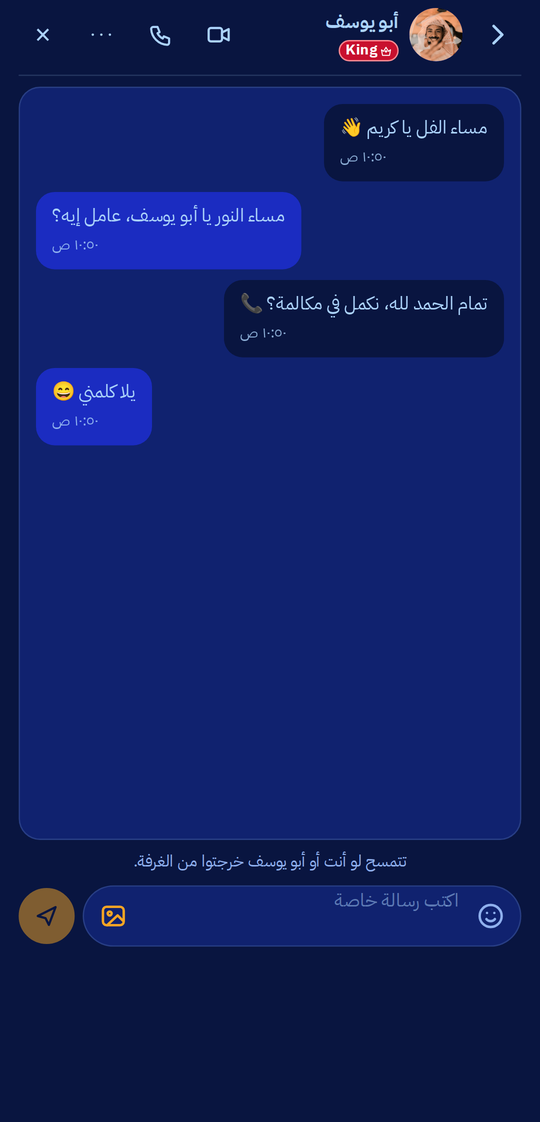 أبو يوسف
King
مساء الفل يا كريم 👋
١٠:٥٠ ص
مساء النور يا أبو يوسف، عامل إيه؟
١٠:٥٠ ص
تمام الحمد لله، نكمل في مكالمة؟ 📞
١٠:٥٠ ص
يلا كلمني 😄
١٠:٥٠ ص
تتمسح لو أنت أو أبو يوسف خرجتوا من الغرفة.
اكتب رسالة خاصة